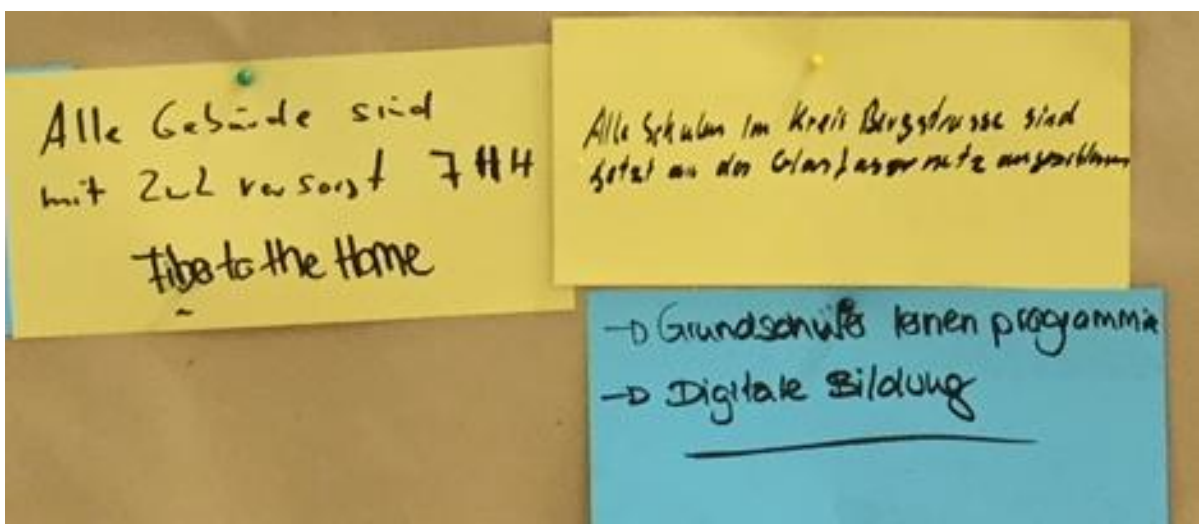 Alle Gebäude sind
mit versorgt FttH
Fiber to the Home
Alle Schulen im Kreis Bergstrasse sind
jetzt an das Glasfasernetz angeschlossen
→ Grundschüler lernen programmie
→ Digitale Bildung